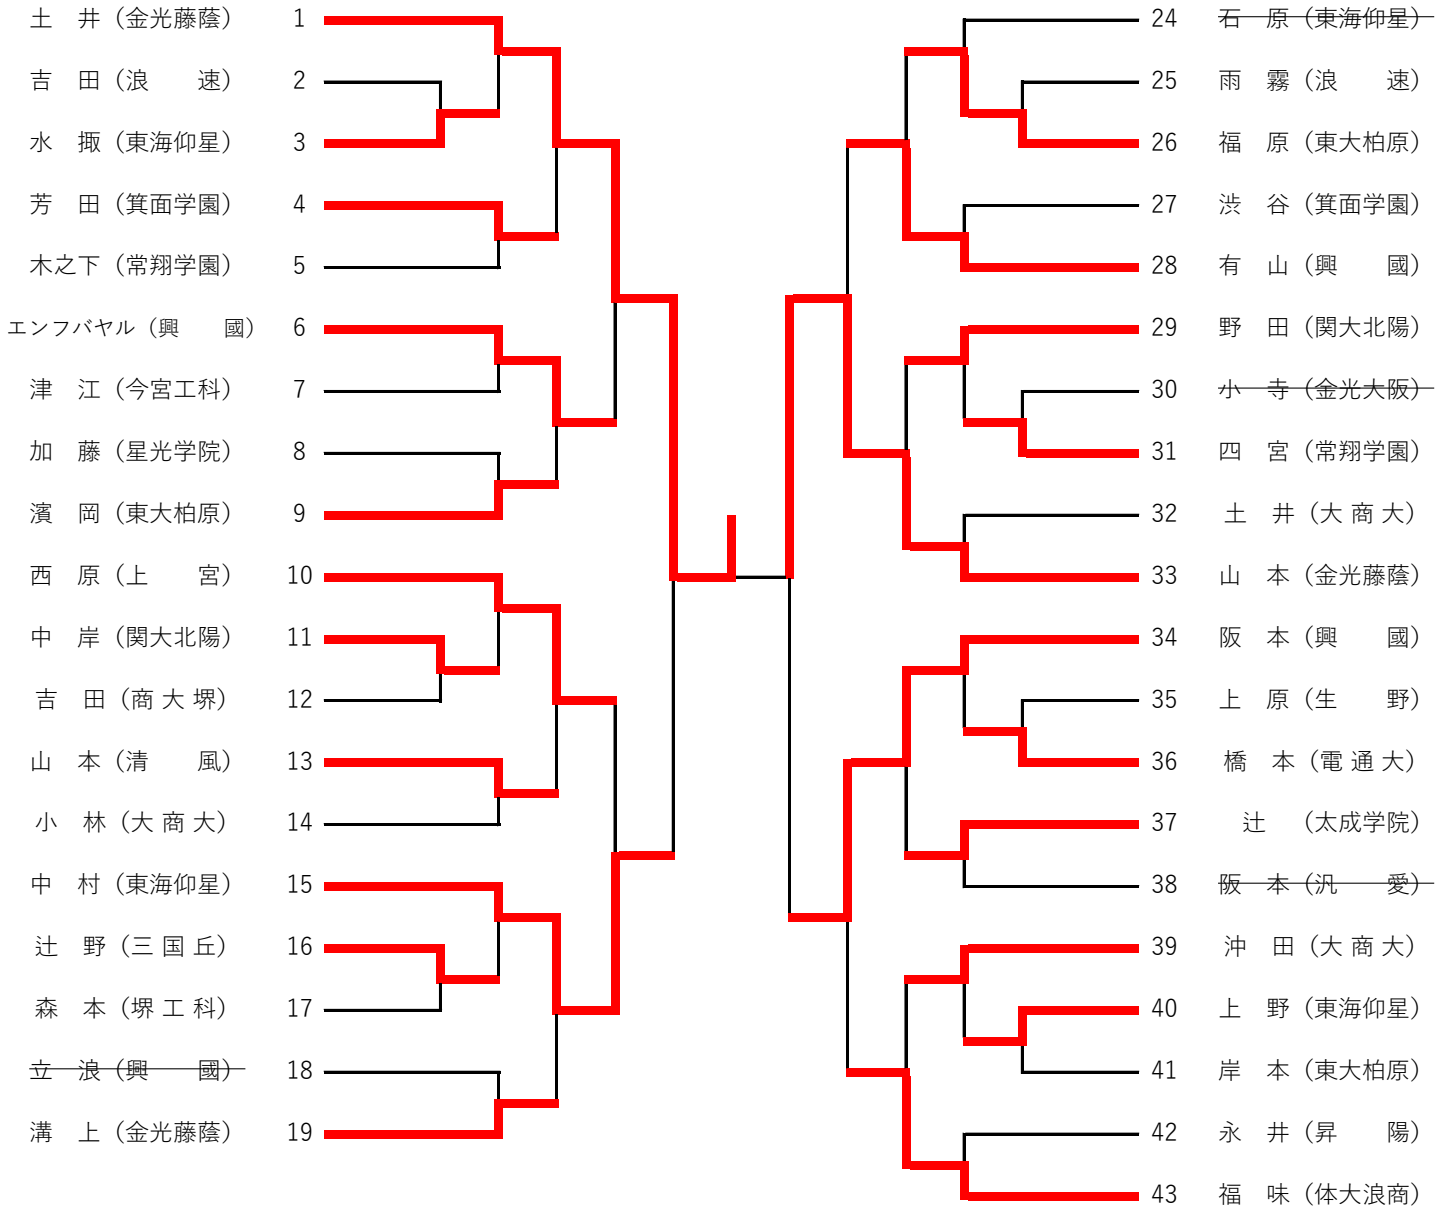 土 井（金光藤蔭） 1
吉 田（浪　　速） 2
水 掫（東海仰星） 3
芳 田（箕面学園） 4
木之下（常翔学園） 5
エンフバヤル（興　　國） 6
津 江（今宮工科） 7
加 藤（星光学院） 8
濱 岡（東大柏原） 9
西 原（上　　宮） 10
中 岸（関大北陽） 11
吉 田（商 大 堺） 12
山 本（清　　風） 13
小 林（大 商 大） 14
中 村（東海仰星） 15
辻 野（三 国 丘） 16
森 本（堺 工 科） 17
立 浪（興　　國） 18
溝 上（金光藤蔭） 19
24 石 原（東海仰星）
25 雨 霧（浪　　速）
26 福 原（東大柏原）
27 渋 谷（箕面学園）
28 有 山（興　　國）
29 野 田（関大北陽）
30 小 寺（金光大阪）
31 四 宮（常翔学園）
32 土 井（大 商 大）
33 山 本（金光藤蔭）
34 阪 本（興　　國）
35 上 原（生　　野）
36 橋 本（電 通 大）
37 辻 （太成学院）
38 阪 本（汎　　愛）
39 沖 田（大 商 大）
40 上 野（東海仰星）
41 岸 本（東大柏原）
42 永 井（昇　　陽）
43 福 味（体大浪商）